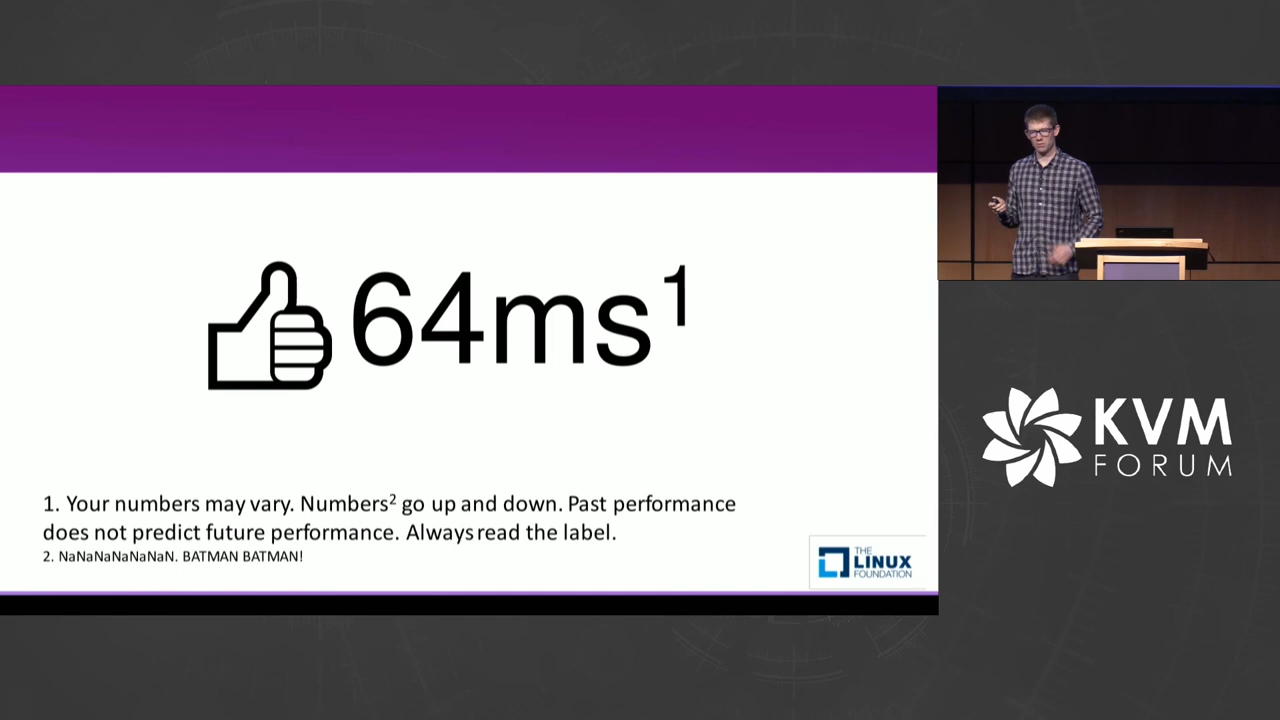 64ms¹
1. Your numbers may vary. Numbers² go up and down. Past performance
does not predict future performance. Always read the label.
2. NaNaNaNaNaNaN. BATMAN BATMAN!
THE
LINUX
FOUNDATION
KVM
FORUM